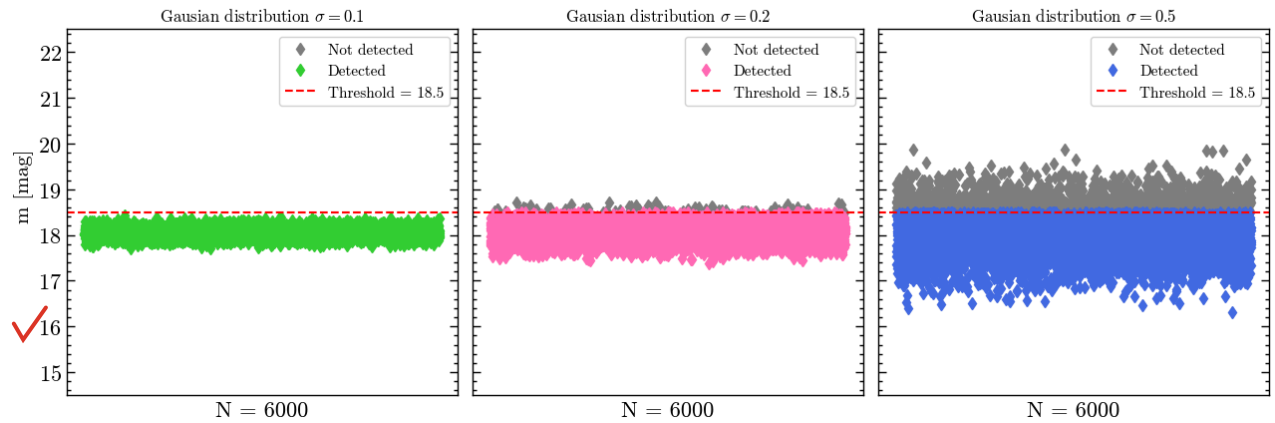 Gausian distribution σ = 0.1
Not detected
Detected
Threshold = 18.5
22
21
20
19
18
17
16
15
m [mag]
N = 6000
Gausian distribution σ = 0.2
Not detected
Detected
Threshold = 18.5
N = 6000
Gausian distribution σ = 0.5
Not detected
Detected
Threshold = 18.5
N = 6000